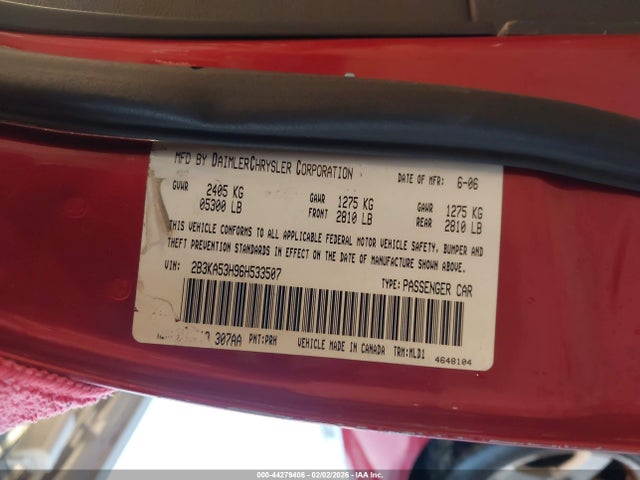 MFD BY DAIMLERCHRYSLER CORPORATION DATE OF MFR: 6-06
GVWR 2405 KG GAWR 1275 KG GAWR 1275 KG
05300 LB FRONT 2810 LB REAR 2810 LB
THIS VEHICLE CONFORMS TO ALL APPLICABLE FEDERAL MOTOR VEHICLE SAFETY, BUMPER AND
THEFT PREVENTION STANDARDS IN EFFECT ON THE DATE OF MANUFACTURE SHOWN ABOVE.
VIN: 2B3KA53H96H533507 TYPE: PASSENGER CAR
307AA PNT:PRH VEHICLE MADE IN CANADA TRM:MLD1
4648104
000-44279406 - 02/02/2026 - IAA Inc.